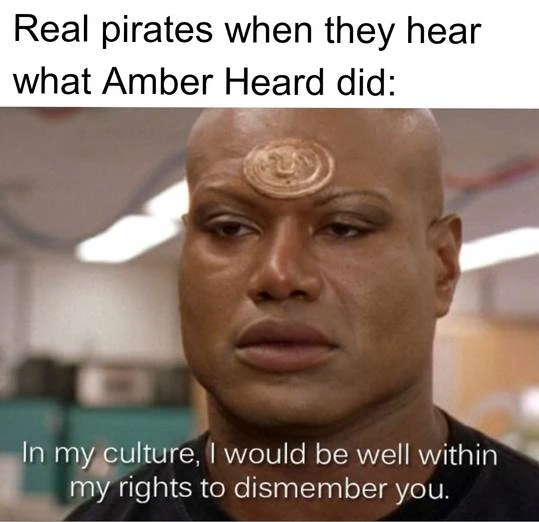 Real pirates when they hear
what Amber Heard did:
In my culture, I would be well within
my rights to dismember you.